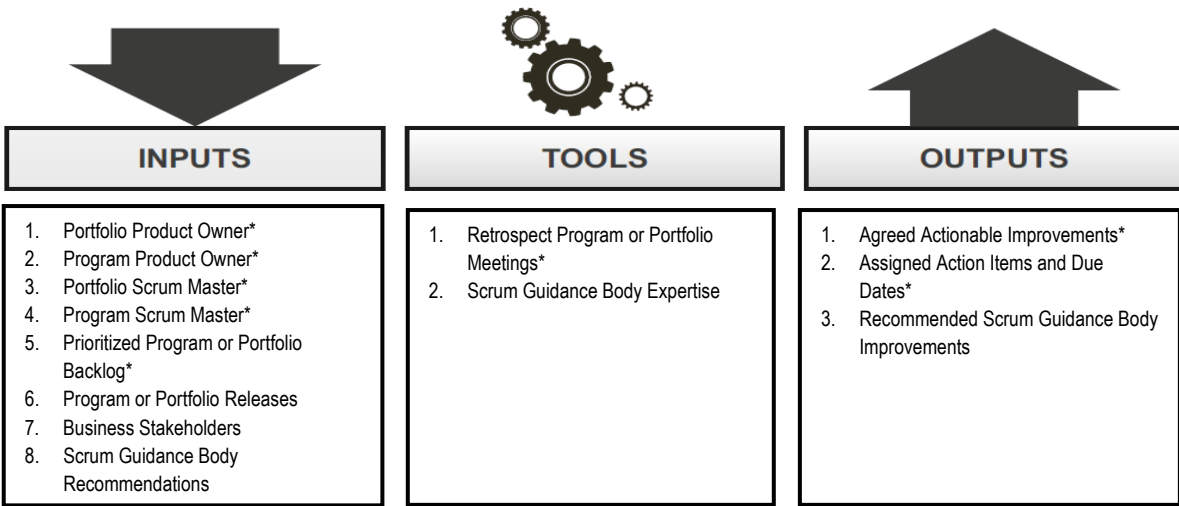 INPUTS
1. Portfolio Product Owner*
2. Program Product Owner*
3. Portfolio Scrum Master*
4. Program Scrum Master*
5. Prioritized Program or Portfolio
Backlog*
6. Program or Portfolio Releases
7. Business Stakeholders
8. Scrum Guidance Body
Recommendations
TOOLS
1. Retrospect Program or Portfolio
Meetings*
2. Scrum Guidance Body Expertise
OUTPUTS
1. Agreed Actionable Improvements*
2. Assigned Action Items and Due
Dates*
3. Recommended Scrum Guidance Body
Improvements